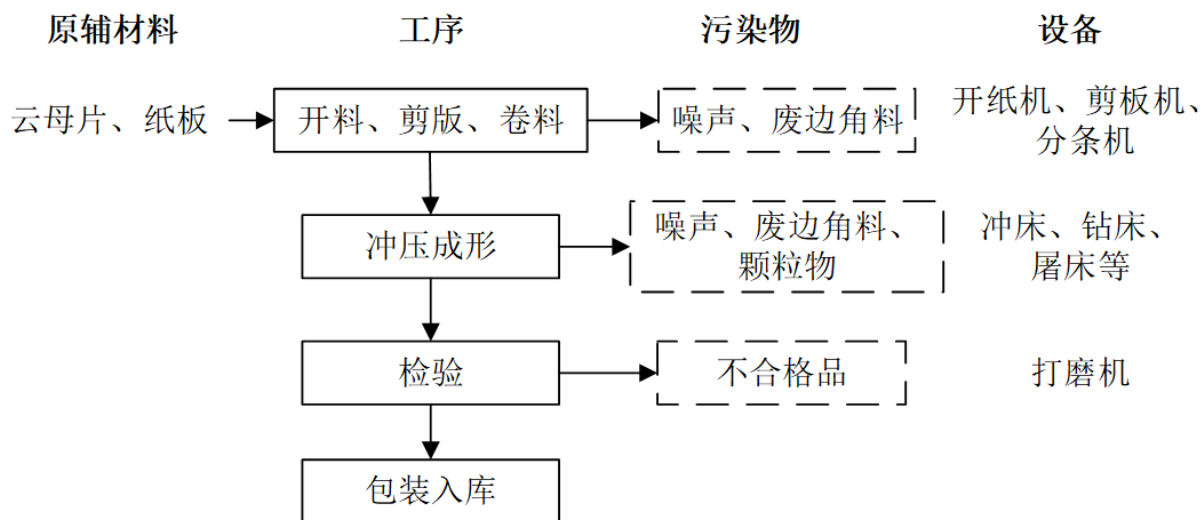 原辅材料 工序 污染物 设备
云母片、纸板
开料、剪版、卷料
噪声、废边角料
开纸机、剪板机、
分条机
冲压成形
噪声、废边角料、
颗粒物
冲床、钻床、
屠床等
检验
不合格品
打磨机
包装入库